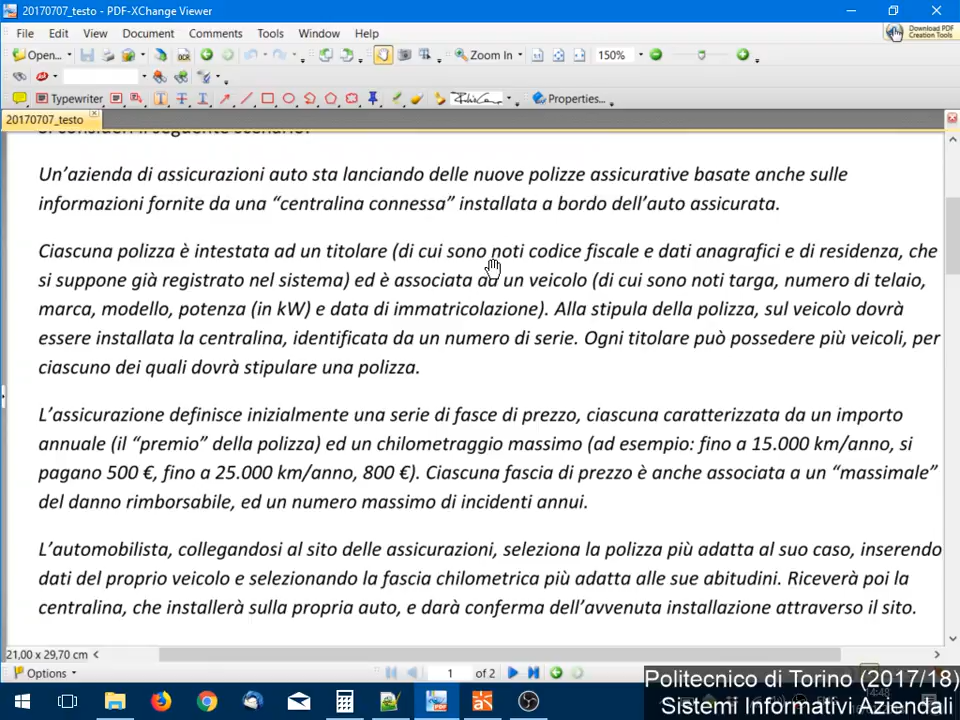 20170707_testo - PDF-XChange Viewer
File Edit View Document Comments Tools Window Help
Download PDF
Creation Tools
Open...
OCR
Zoom In
150%
Typewriter
Properties...
20170707_testo
Si consideri il seguente scenario:
Un’azienda di assicurazioni auto sta lanciando delle nuove polizze assicurative basate anche sulle
informazioni fornite da una “centralina connessa” installata a bordo dell’auto assicurata.
Ciascuna polizza è intestata ad un titolare (di cui sono noti codice fiscale e dati anagrafici e di residenza, che
si suppone già registrato nel sistema) ed è associata ad un veicolo (di cui sono noti targa, numero di telaio,
marca, modello, potenza (in kW) e data di immatricolazione). Alla stipula della polizza, sul veicolo dovrà
essere installata la centralina, identificata da un numero di serie. Ogni titolare può possedere più veicoli, per
ciascuno dei quali dovrà stipulare una polizza.
L’assicurazione definisce inizialmente una serie di fasce di prezzo, ciascuna caratterizzata da un importo
annuale (il “premio” della polizza) ed un chilometraggio massimo (ad esempio: fino a 15.000 km/anno, si
pagano 500 €, fino a 25.000 km/anno, 800 €). Ciascuna fascia di prezzo è anche associata a un “massimale”
del danno rimborsabile, ed un numero massimo di incidenti annui.
L’automobilista, collegandosi al sito delle assicurazioni, seleziona la polizza più adatta al suo caso, inserendo
dati del proprio veicolo e selezionando la fascia chilometrica più adatta alle sue abitudini. Riceverà poi la
centralina, che installerà sulla propria auto, e darà conferma dell’avvenuta installazione attraverso il sito.
21,00 x 29,70 cm
Options
1 of 2
Politecnico di Torino (2017/18)
14:48
Sistemi Informativi Aziendali